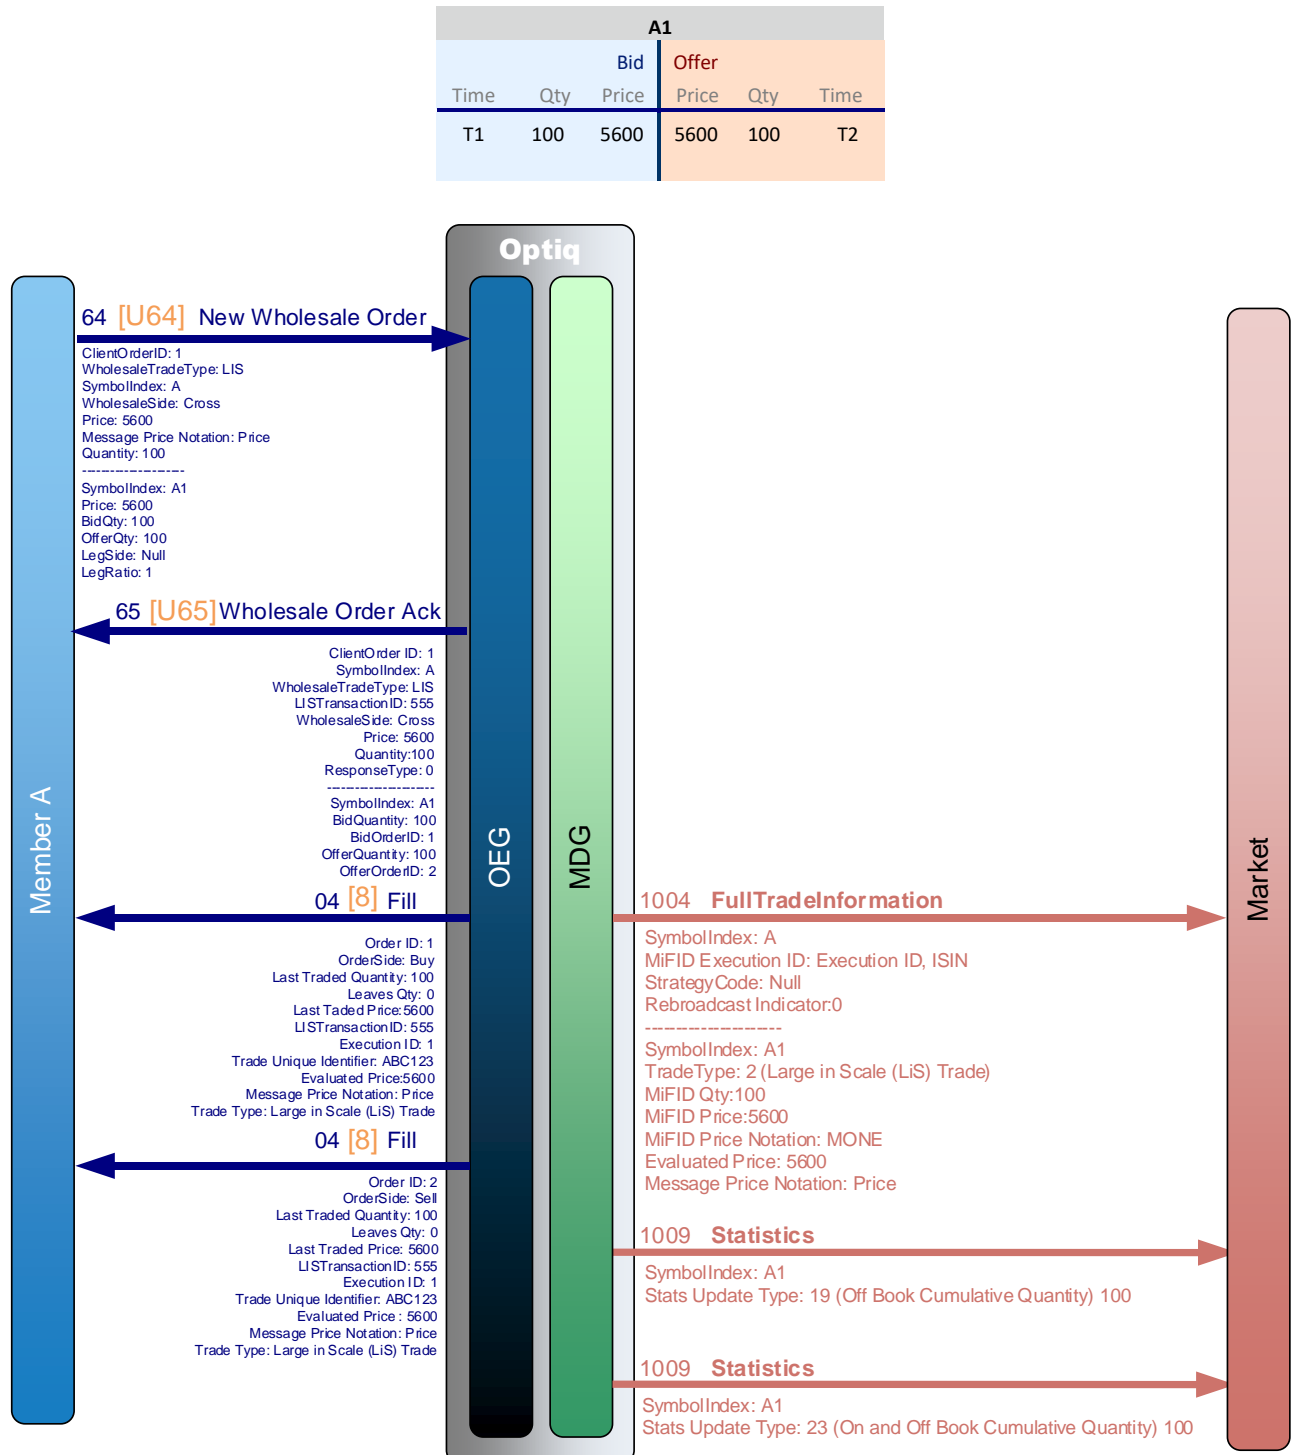 A1
Bid Offer
Time Qty Price Price Qty Time
T1 100 5600 5600 100 T2
Optiq
Member A
OEG
MDG
Market
64 [U64] New Wholesale Order
ClientOrderID: 1
WholesaleTradeType: LIS
SymbolIndex: A
WholesaleSide: Cross
Price: 5600
Message Price Notation: Price
Quantity: 100
----------------------
SymbolIndex: A1
Price: 5600
BidQty: 100
OfferQty: 100
LegSide: Null
LegRatio: 1
65 [U65] Wholesale Order Ack
ClientOrder ID: 1
SymbolIndex: A
WholesaleTradeType: LIS
LISTransactionID: 555
WholesaleSide: Cross
Price: 5600
Quantity:100
ResponseType: 0
----------------------
SymbolIndex: A1
BidQuantity: 100
BidOrderID: 1
OfferQuantity: 100
OfferOrderID: 2
04 [8] Fill
Order ID: 1
OrderSide: Buy
Last Traded Quantity: 100
Leaves Qty: 0
Last Taded Price:5600
LISTransactionID: 555
Execution ID: 1
Trade Unique Identifier: ABC123
Evaluated Price:5600
Message Price Notation: Price
Trade Type: Large in Scale (LiS) Trade
04 [8] Fill
Order ID: 2
OrderSide: Sell
Last Traded Quantity: 100
Leaves Qty: 0
Last Traded Price: 5600
LISTransactionID: 555
Execution ID: 1
Trade Unique Identifier: ABC123
Evaluated Price : 5600
Message Price Notation: Price
Trade Type: Large in Scale (LiS) Trade
1004 FullTradeInformation
SymbolIndex: A
MiFID Execution ID: Execution ID, ISIN
StrategyCode: Null
Rebroadcast Indicator:0
----------------------
SymbolIndex: A1
TradeType: 2 (Large in Scale (LiS) Trade)
MiFID Qty:100
MiFID Price:5600
MiFID Price Notation: MONE
Evaluated Price: 5600
Message Price Notation: Price
1009 Statistics
SymbolIndex: A1
Stats Update Type: 19 (Off Book Cumulative Quantity) 100
1009 Statistics
SymbolIndex: A1
Stats Update Type: 23 (On and Off Book Cumulative Quantity) 100